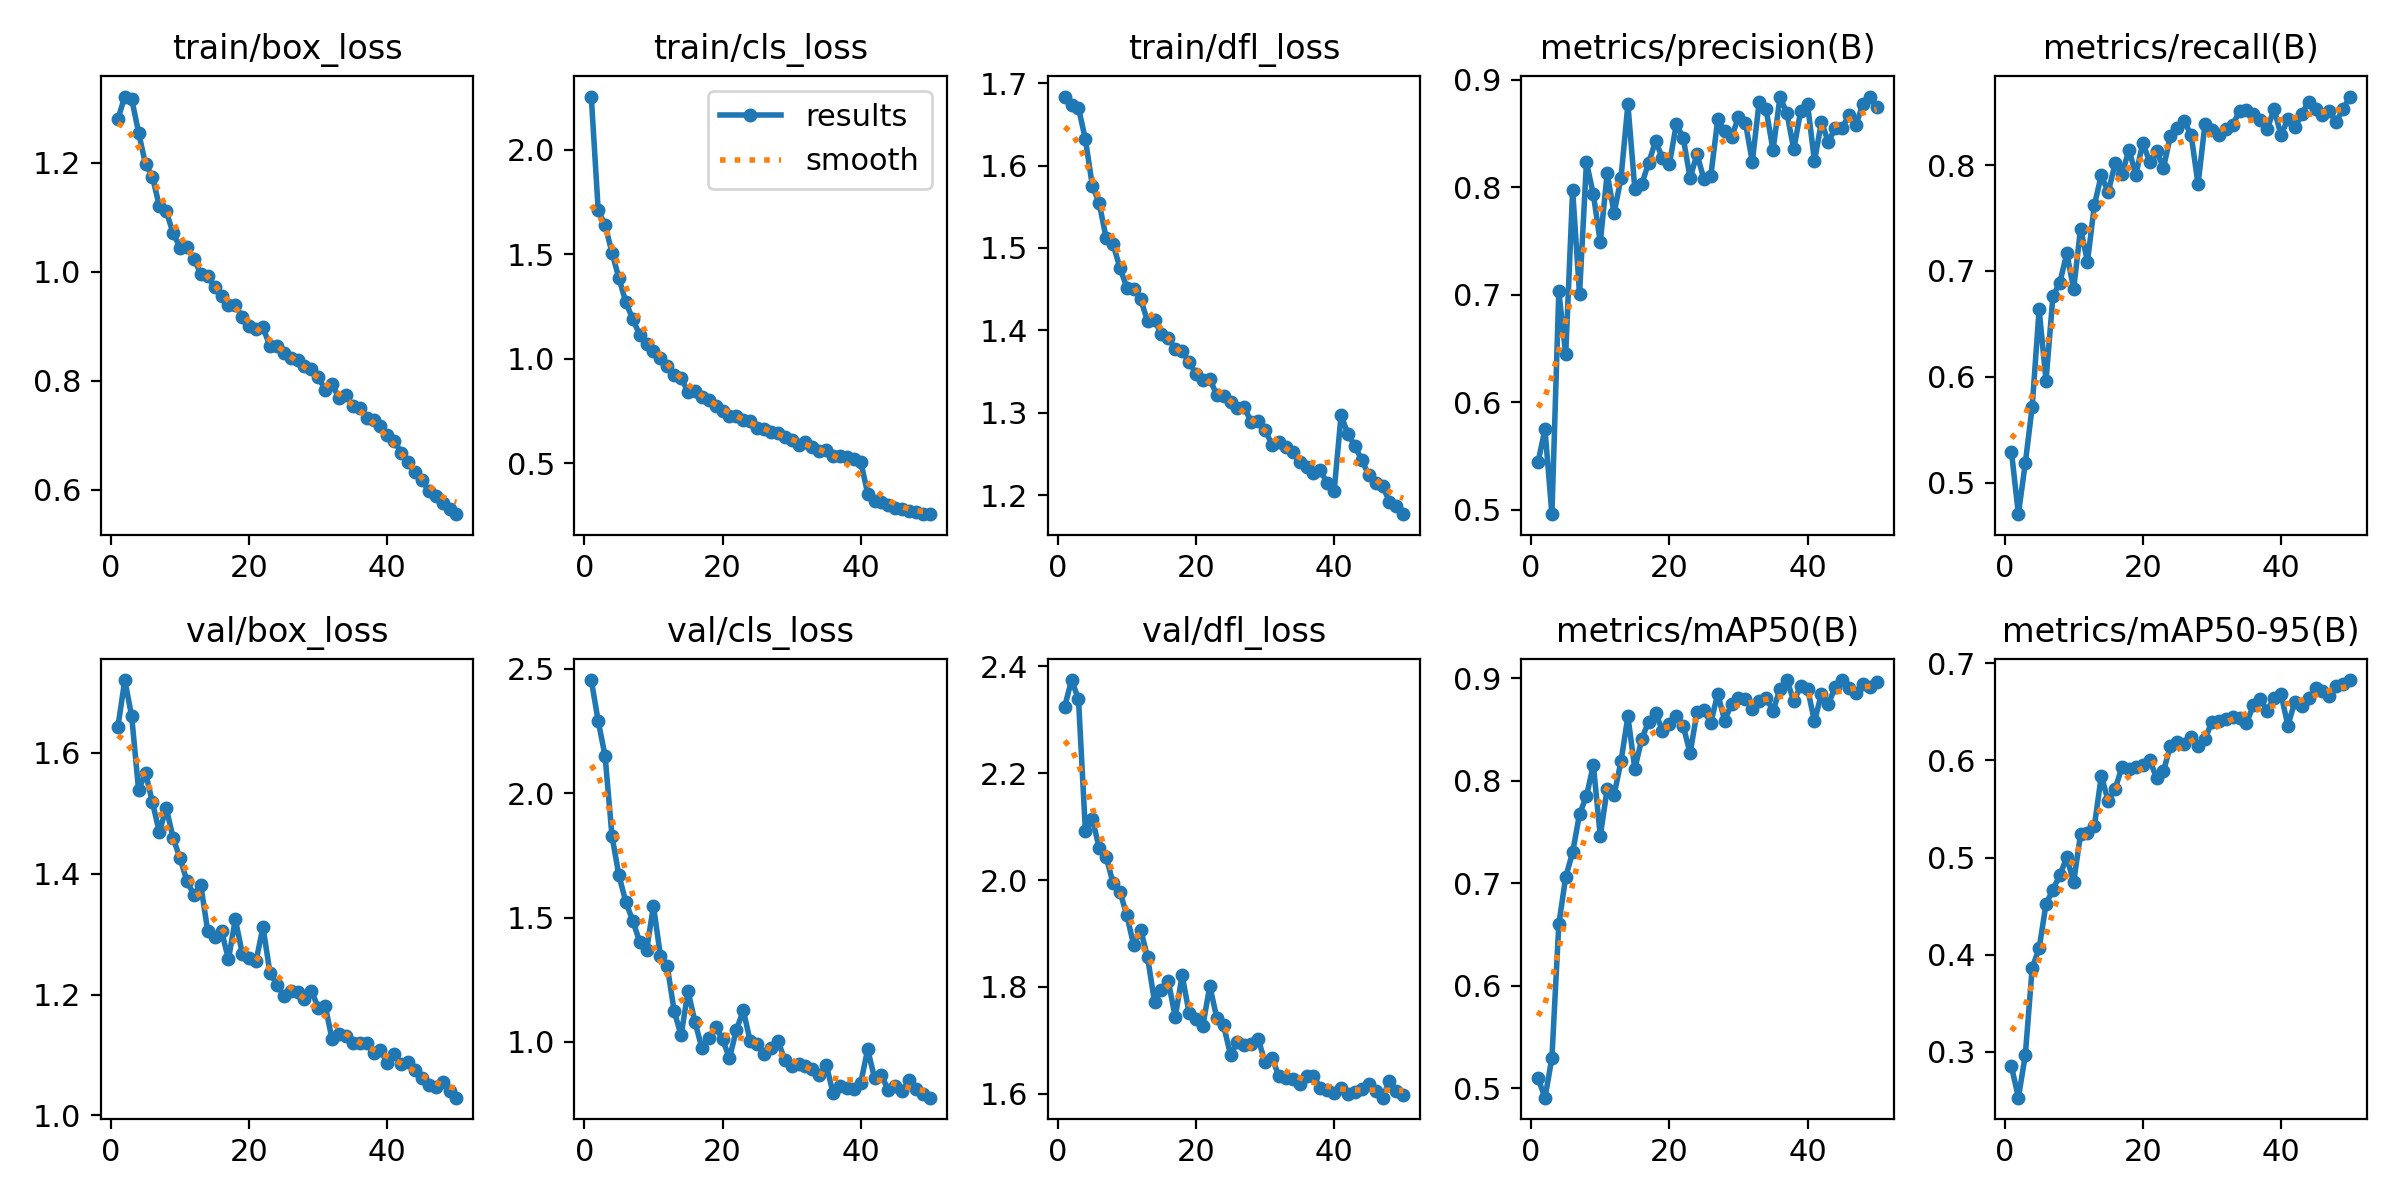 train/box_loss
1.2
1.0
0.8
0.6
0 20 40
train/cls_loss
results
smooth
2.0
1.5
1.0
0.5
0 20 40
train/dfl_loss
1.7
1.6
1.5
1.4
1.3
1.2
0 20 40
metrics/precision(B)
0.9
0.8
0.7
0.6
0.5
0 20 40
metrics/recall(B)
0.8
0.7
0.6
0.5
0 20 40
val/box_loss
1.6
1.4
1.2
1.0
0 20 40
val/cls_loss
2.5
2.0
1.5
1.0
0 20 40
val/dfl_loss
2.4
2.2
2.0
1.8
1.6
0 20 40
metrics/mAP50(B)
0.9
0.8
0.7
0.6
0.5
0 20 40
metrics/mAP50-95(B)
0.7
0.6
0.5
0.4
0.3
0 20 40